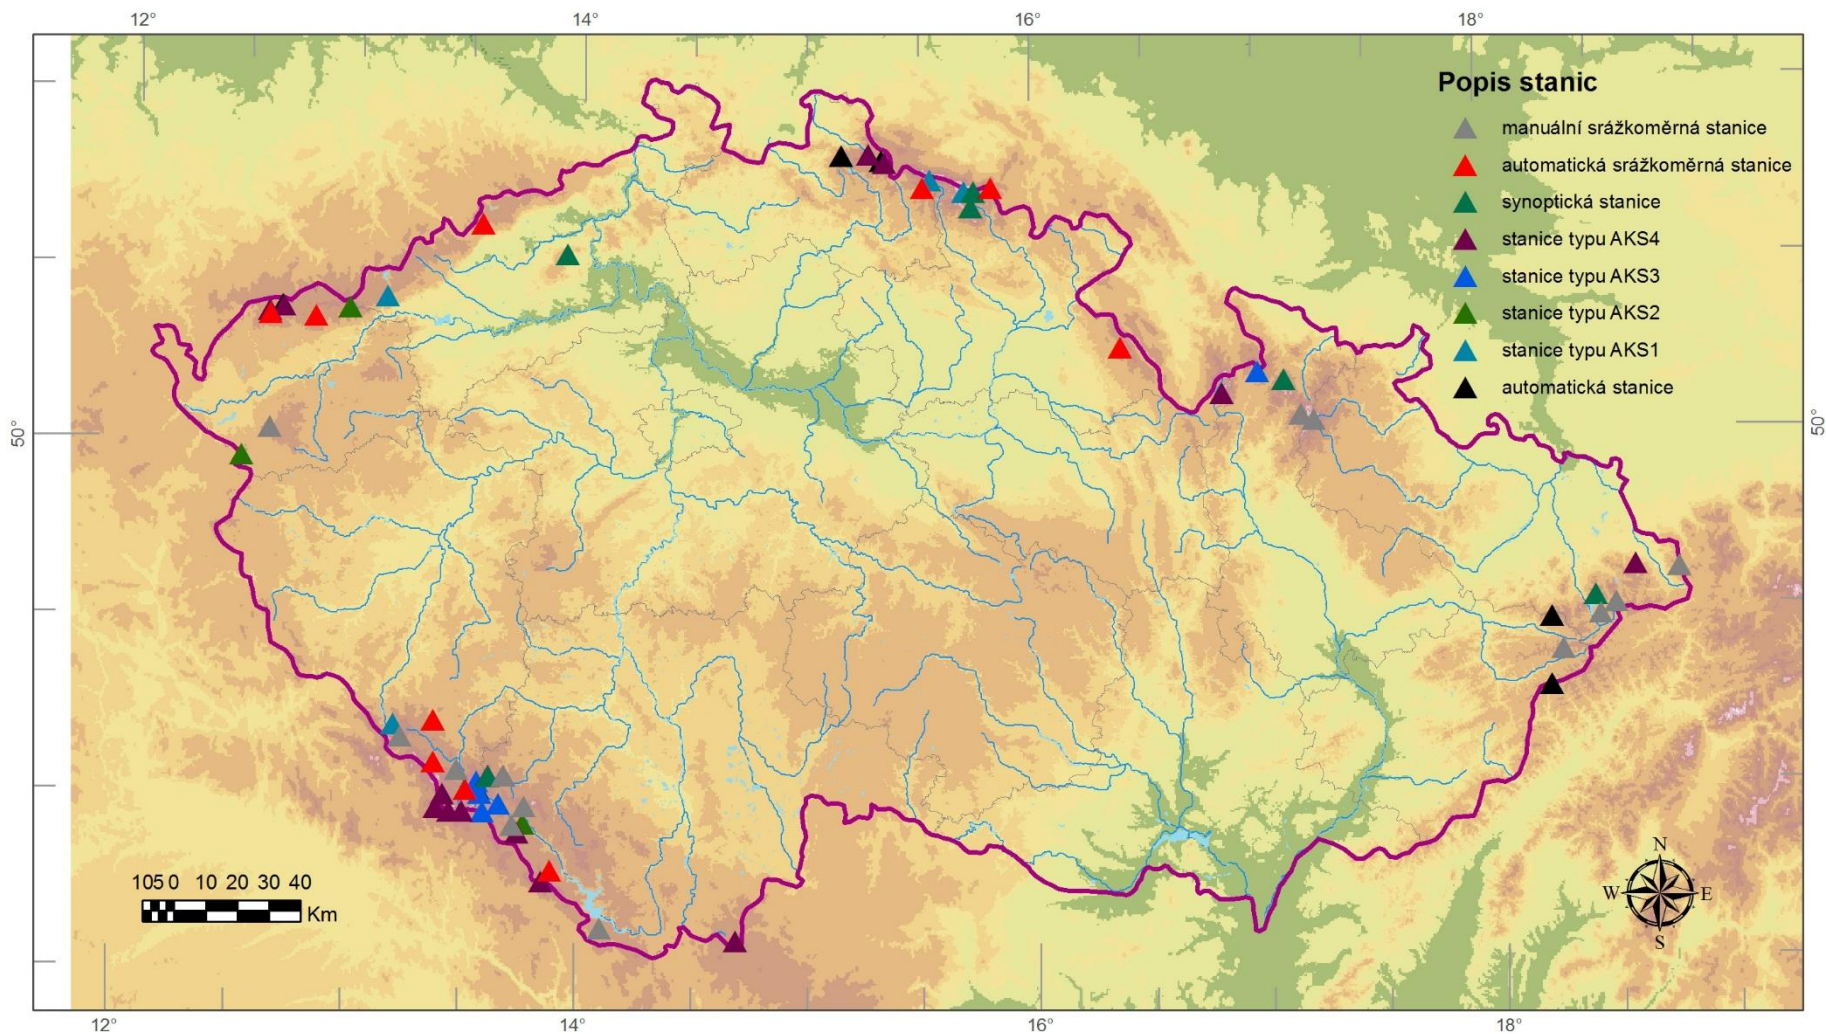 12° 14° 16° 18°
Popis stanic
manuální srážkoměrná stanice
automatická srážkoměrná stanice
synoptická stanice
stanice typu AKS4
stanice typu AKS3
stanice typu AKS2
stanice typu AKS1
automatická stanice
50° 50°
N
W E
S
105 0 10 20 30 40
Km
12° 14° 16° 18°